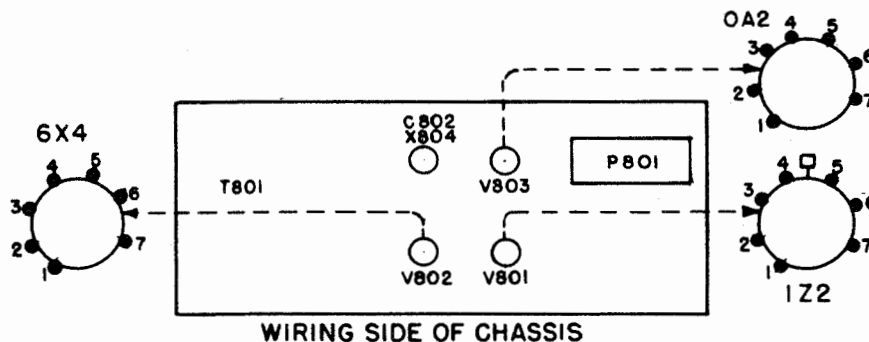 OA2
4 5
3 6
2 7
1
C802
X804
6X4
P801
V803
4 5
3 6
2 7
1
T801
4 5
3 6
2 7
1
V802 V801
1Z2
WIRING SIDE OF CHASSIS